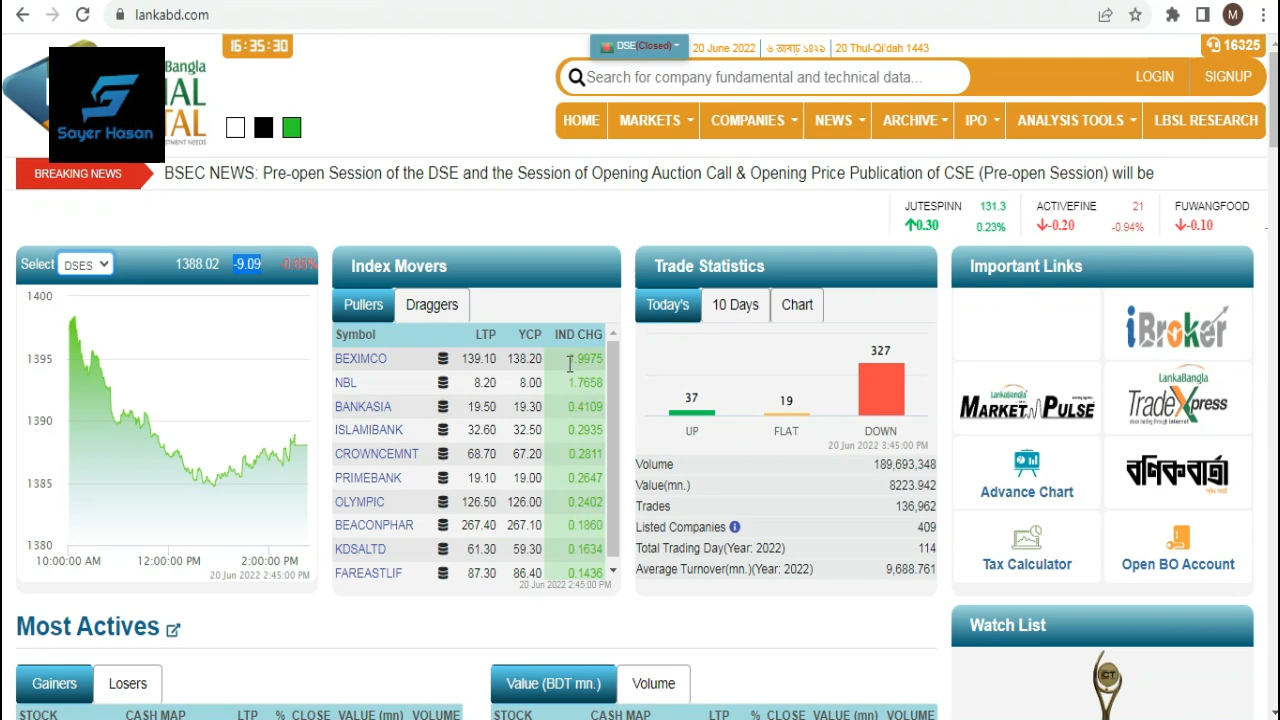 lankabd.com
M
16:35:30
DSE(Closed)
20 June 2022
20 Thul-Qi'dah 1443
16325
Bangla
Sayer Hasan
Search for company fundamental and technical data...
LOGIN
SIGNUP
HOME
MARKETS
COMPANIES
NEWS
ARCHIVE
IPO
ANALYSIS TOOLS
LBSL RESEARCH
BREAKING NEWS
BSEC NEWS: Pre-open Session of the DSE and the Session of Opening Auction Call & Opening Price Publication of CSE (Pre-open Session) will be
JUTESPINN 131.3
0.30 0.23%
ACTIVEFINE 21
-0.20 -0.94%
FUWANGFOOD
-0.10
Select DSES 1388.02 -9.09
1400
1395
1390
1385
1380
10:00:00 AM 12:00:00 PM 2:00:00 PM
20 Jun 2022 2:45:00 PM
Index Movers
Pullers Draggers
Symbol LTP YCP IND CHG
BEXIMCO 139.10 138.20 .9975
NBL 8.20 8.00 1.7658
BANKASIA 19.50 19.30 0.4109
ISLAMIBANK 32.60 32.50 0.2935
CROWNCEMNT 68.70 67.20 0.2811
PRIMEBANK 19.10 19.00 0.2647
OLYMPIC 126.50 126.00 0.2402
BEACONPHAR 267.40 267.10 0.1860
KDSALTD 61.30 59.30 0.1634
FAREASTLIF 87.30 86.40 0.1436
20 Jun 2022 2:45:00 PM
Trade Statistics
Today's 10 Days Chart
37 19 327
UP FLAT DOWN
20 Jun 2022 3:45:00 PM
Volume 189,693,348
Value(mn.) 8223.942
Trades 136,962
Listed Companies 409
Total Trading Day(Year: 2022) 114
Average Turnover(mn.)(Year: 2022) 9,688.761
Important Links
iBroker
LankaBangla
MARKET PULSE
LankaBangla
TradeXpress
Advance Chart
বণিক বার্তা
Tax Calculator
Open BO Account
Most Actives
Gainers Losers
STOCK CASH MAP LTP % CLOSE VALUE (mn) VOLUME
Value (BDT mn.) Volume
STOCK CASH MAP LTP % CLOSE VALUE (mn) VOLUME
Watch List